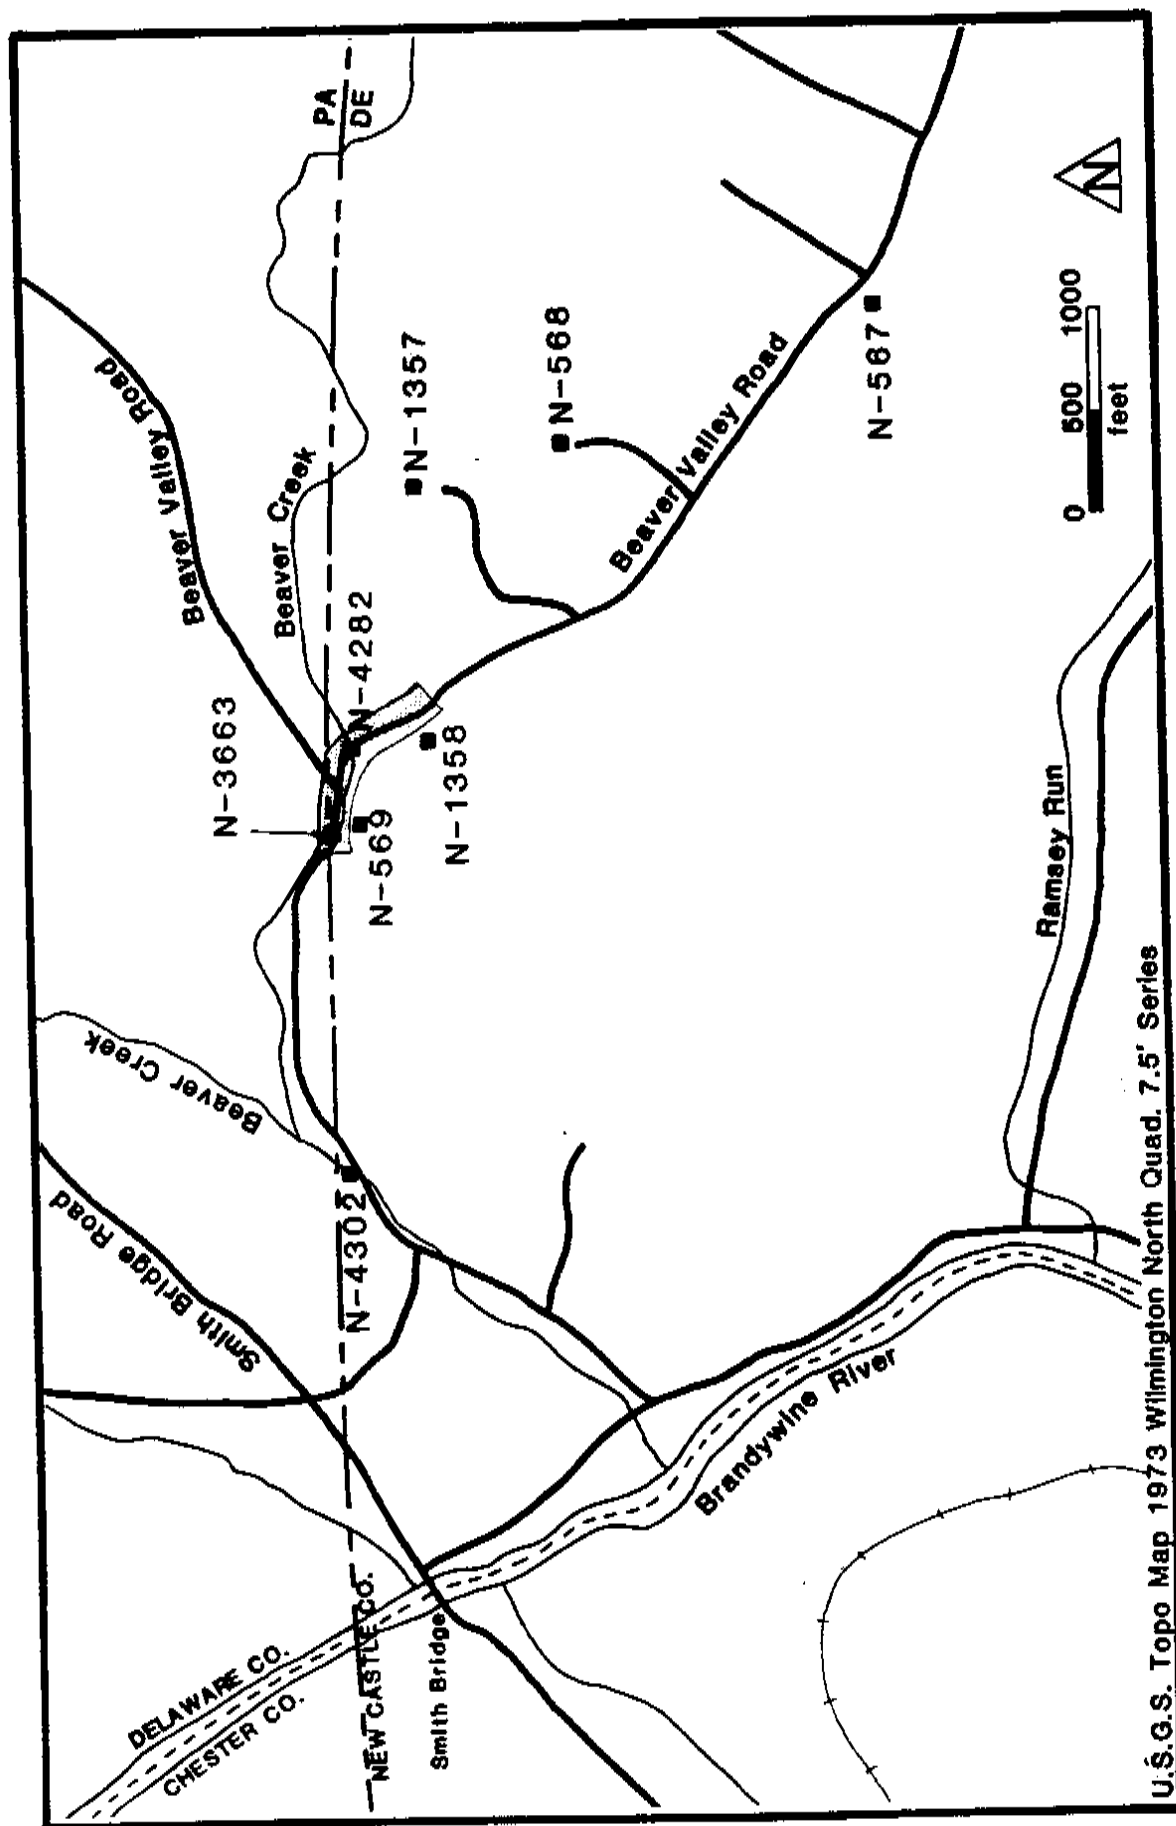 Beaver Valley Road
PA
DE
Beaver Creek
N-3663
N-4282
N-1357
N-568
N-569
N-1358
Beaver Valley Road
N-567
Beaver Creek
Smith Bridge Road
N-4302
DELAWARE CO.
CHESTER CO.
NEW CASTLE CO.
Smith Bridge
Brandywine River
Ramsey Run
0 500 1000
feet
N
U.S.G.S. Topo Map 1973 Wilmington North Quad. 7.5' Series